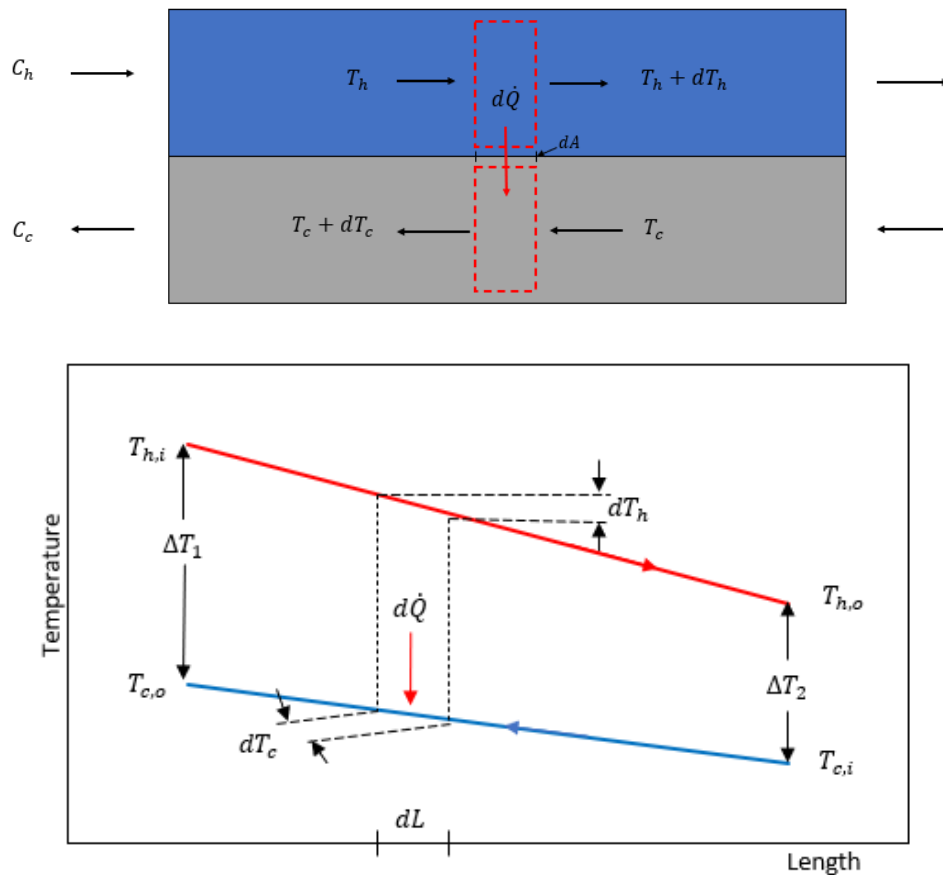 C_h
T_h
T_h + dT_h
dQ̇
dA
C_c
T_c + dT_c
T_c
T_{h,i}
dT_h
ΔT_1
Temperature
dQ̇
T_{h,o}
T_{c,o}
ΔT_2
dT_c
T_{c,i}
dL
Length